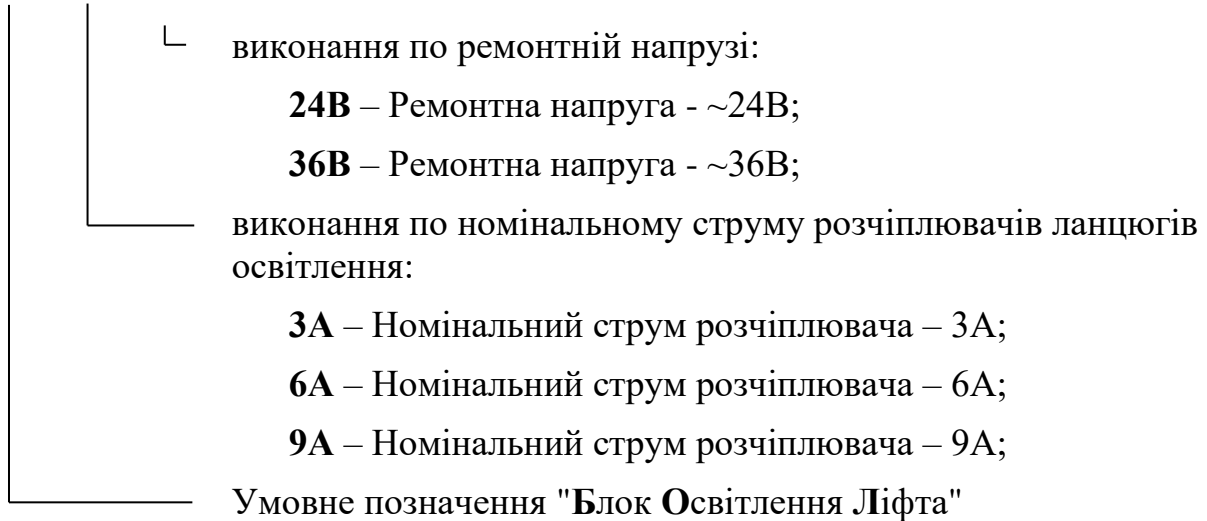 виконання по ремонтній напрузі:
24В – Ремонтна напруга - ~24В;
36В – Ремонтна напруга - ~36В;
виконання по номінальному струму розчіплювачів ланцюгів
освітлення:
3А – Номінальний струм розчіплювача – 3А;
6А – Номінальний струм розчіплювача – 6А;
9А – Номінальний струм розчіплювача – 9А;
Умовне позначення "Блок Освітлення Ліфта"